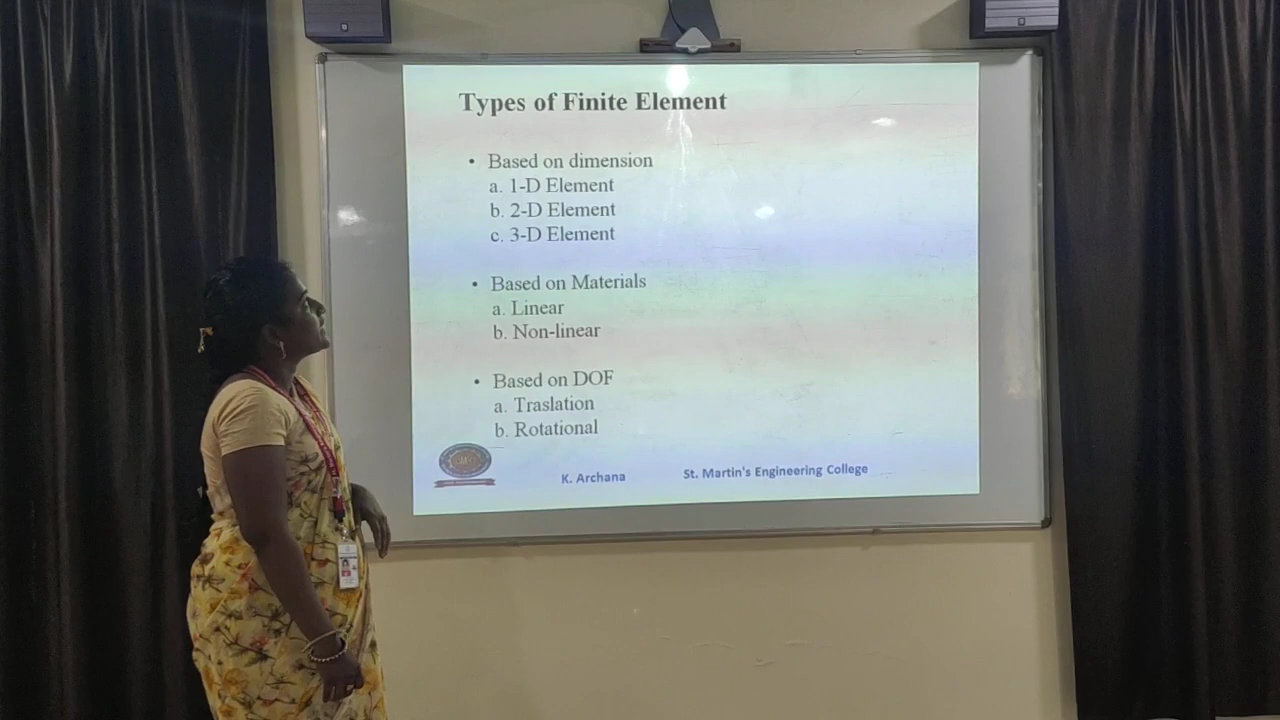 Types of Finite Element
• Based on dimension
a. 1-D Element
b. 2-D Element
c. 3-D Element
• Based on Materials
a. Linear
b. Non-linear
• Based on DOF
a. Traslation
b. Rotational
K. Archana St. Martin's Engineering College